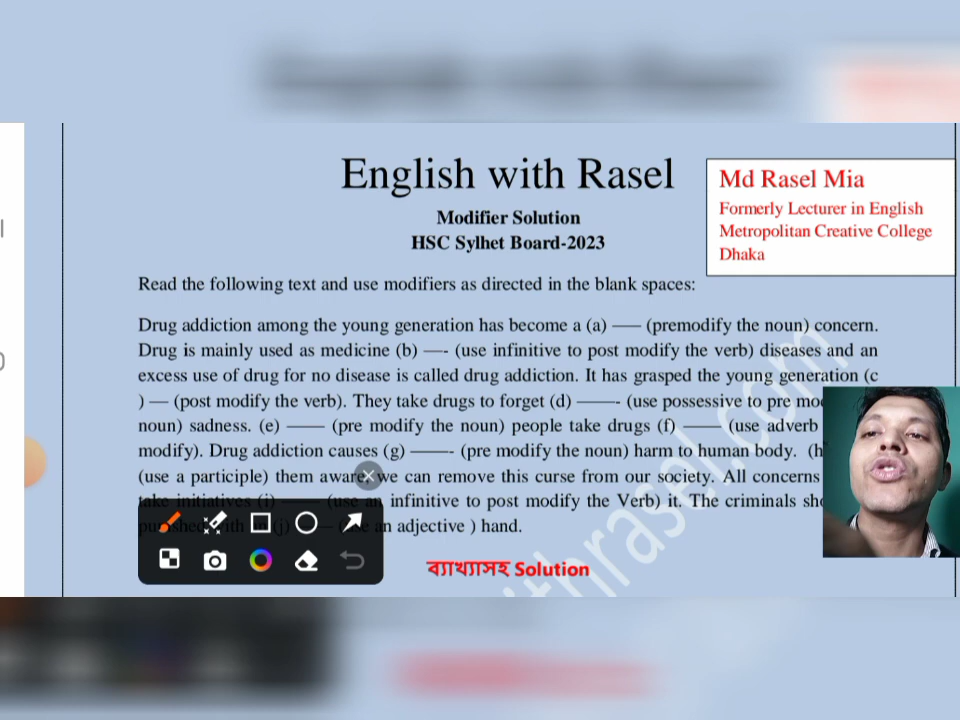 English with Rasel
Modifier Solution
HSC Sylhet Board-2023
Md Rasel Mia
Formerly Lecturer in English
Metropolitan Creative College
Dhaka
Read the following text and use modifiers as directed in the blank spaces:
Drug addiction among the young generation has become a (a) —— (premodify the noun) concern.
Drug is mainly used as medicine (b) —-- (use infinitive to post modify the verb) diseases and an
excess use of drug for no disease is called drug addiction. It has grasped the young generation (c
) — (post modify the verb). They take drugs to forget (d) ——-- (use possessive to pre
noun) sadness. (e) —— (pre modify the noun) people take drugs (f) —— (use adverb
modify). Drug addiction causes (g) ——-- (pre modify the noun) harm to human body. (h
(use a participle) them aware, we can remove this curse from our society. All concerns
take initiatives (i) —— (use an infinitive to post modify the Verb) it. The criminals
(j) an adjective ) hand.
ব্যাখ্যাসহ Solution
ithrasel.com